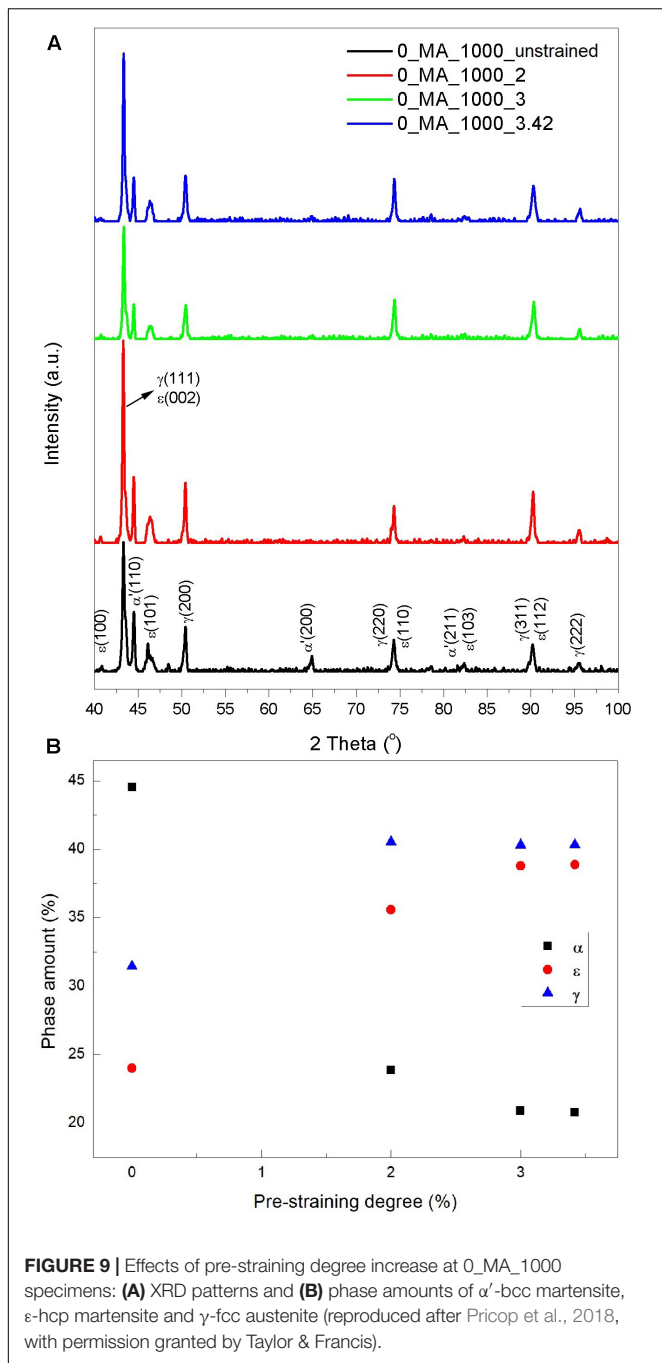 A
0_MA_1000_unstrained
0_MA_1000_2
0_MA_1000_3
0_MA_1000_3.42
Intensity (a.u.)
γ(111)
ε(002)
ε(100)
α'(110)
ε(101)
γ(200)
α'(200)
γ(220)
ε(110)
α'(211)
ε(103)
γ(311)
ε(112)
γ(222)
40 45 50 55 60 65 70 75 80 85 90 95 100
2 Theta (°)
B
45
40
35
30
25
20
Phase amount (%)
α
ε
γ
0 1 2 3
Pre-straining degree (%)
FIGURE 9 | Effects of pre-straining degree increase at 0_MA_1000
specimens: (A) XRD patterns and (B) phase amounts of α′-bcc martensite,
ε-hcp martensite and γ-fcc austenite (reproduced after Pricop et al., 2018,
with permission granted by Taylor & Francis).